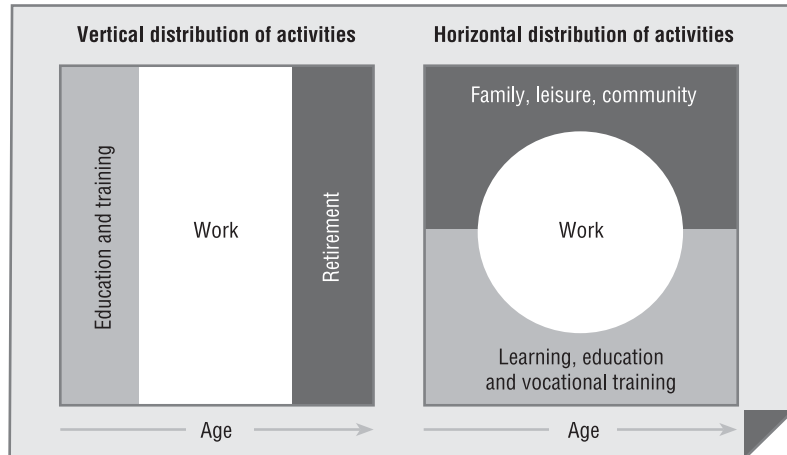 Vertical distribution of activities
Education and training
Work
Retirement
Age
Horizontal distribution of activities
Family, leisure, community
Work
Learning, education
and vocational training
Age